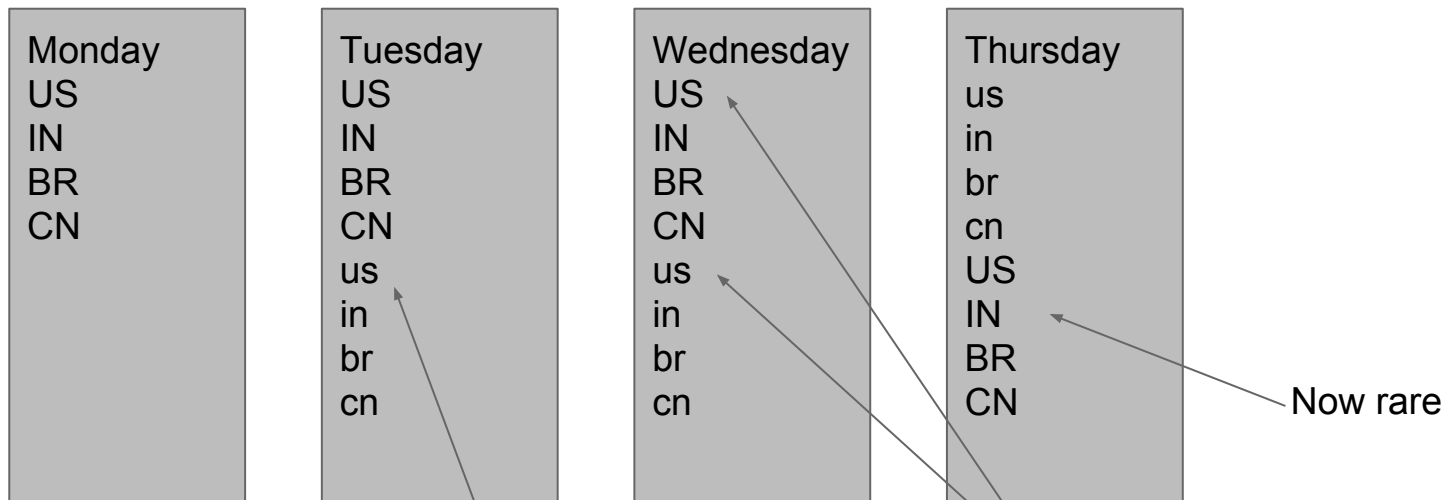 Monday
US
IN
BR
CN
Tuesday
US
IN
BR
CN
us
in
br
cn
Wednesday
US
IN
BR
CN
us
in
br
cn
Thursday
us
in
br
cn
US
IN
BR
CN
Now rare